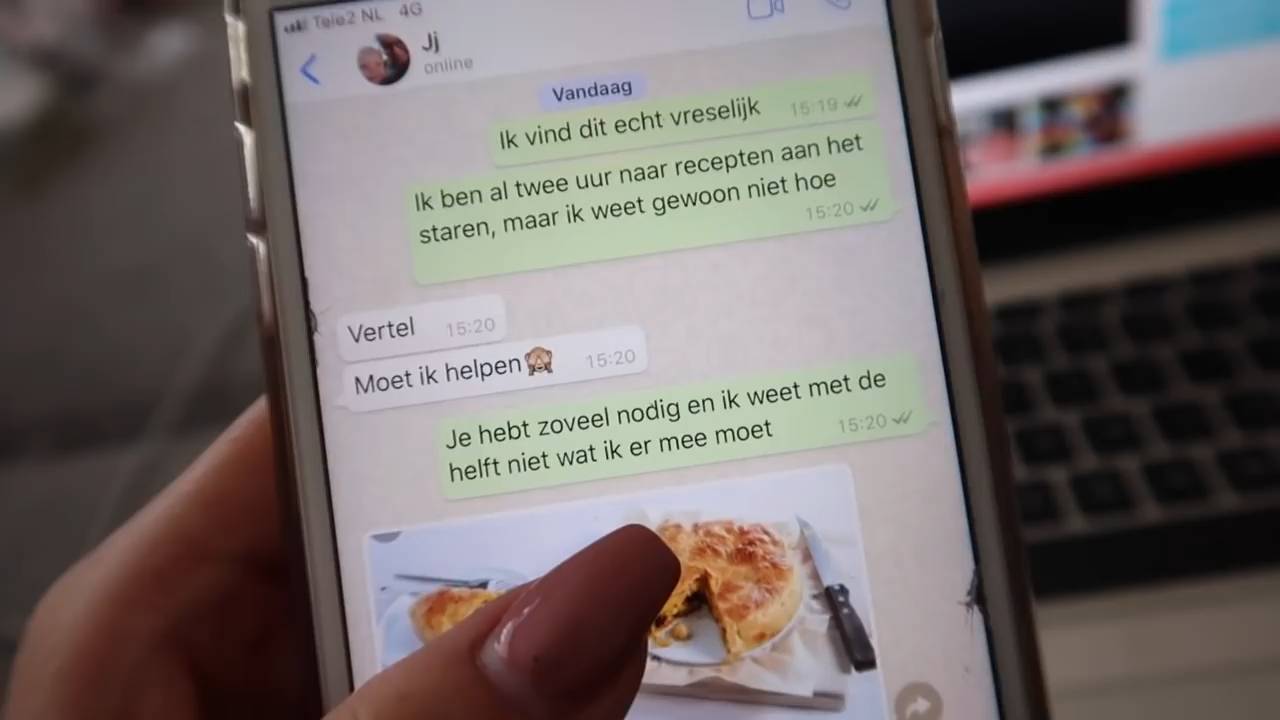 Tele2 NL 4G
Jj
online
Vandaag
Ik vind dit echt vreselijk 15:19
Ik ben al twee uur naar recepten aan het
staren, maar ik weet gewoon niet hoe
15:20
Vertel 15:20
Moet ik helpen🙈 15:20
Je hebt zoveel nodig en ik weet met de
helft niet wat ik er mee moet 15:20